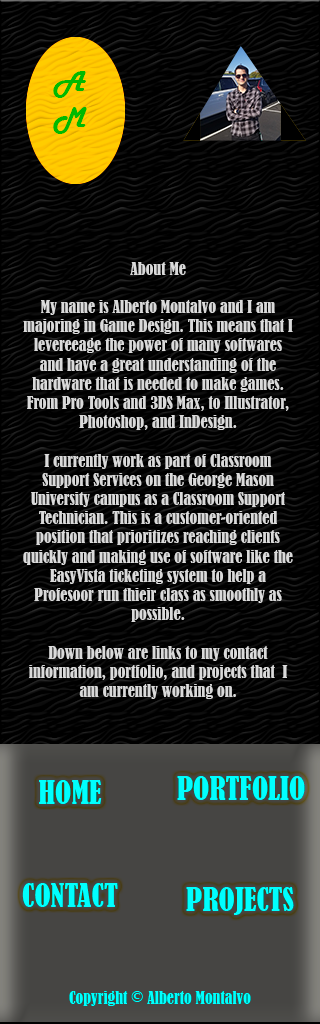 A
M
About Me
My name is Alberto Montalvo and I am
majoring in Game Design. This means that I
levereeage the power of many softwares
and have a great understanding of the
hardware that is needed to make games.
From Pro Tools and 3DS Max, to Illustrator,
Photoshop, and InDesign.
I currently work as part of Classroom
Support Services on the George Mason
University campus as a Classroom Support
Technician. This is a customer-oriented
position that prioritizes reaching clients
quickly and making use of software like the
EasyVista ticketing system to help a
Profesoor run thieir class as smoothly as
possible.
Down below are links to my contact
information, portfolio, and projects that I
am currently working on.
HOME PORTFOLIO
CONTACT PROJECTS
Copyright © Alberto Montalvo